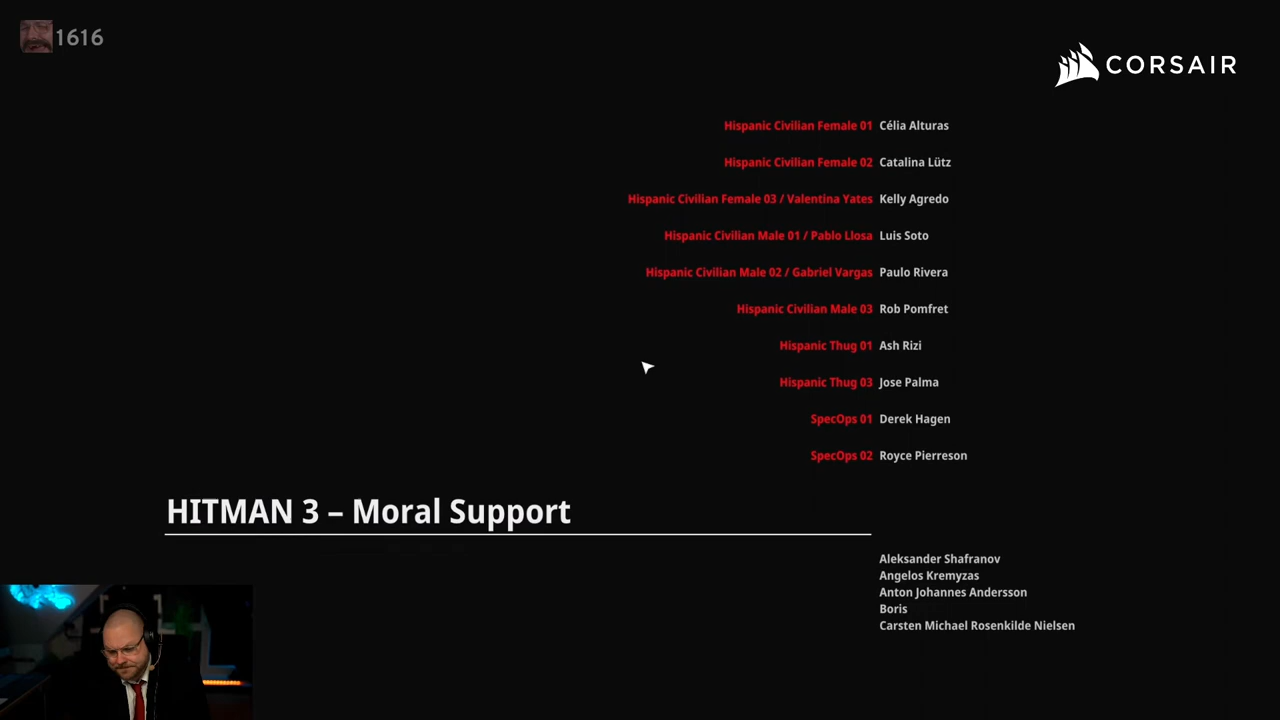 1616
CORSAIR
Hispanic Civilian Female 01 Célia Alturas
Hispanic Civilian Female 02 Catalina Lütz
Hispanic Civilian Female 03 / Valentina Yates Kelly Agredo
Hispanic Civilian Male 01 / Pablo Llosa Luis Soto
Hispanic Civilian Male 02 / Gabriel Vargas Paulo Rivera
Hispanic Civilian Male 03 Rob Pomfret
Hispanic Thug 01 Ash Rizi
Hispanic Thug 03 Jose Palma
SpecOps 01 Derek Hagen
SpecOps 02 Royce Pierreson
HITMAN 3 – Moral Support
Aleksander Shafranov
Angelos Kremyzas
Anton Johannes Andersson
Boris
Carsten Michael Rosenkilde Nielsen